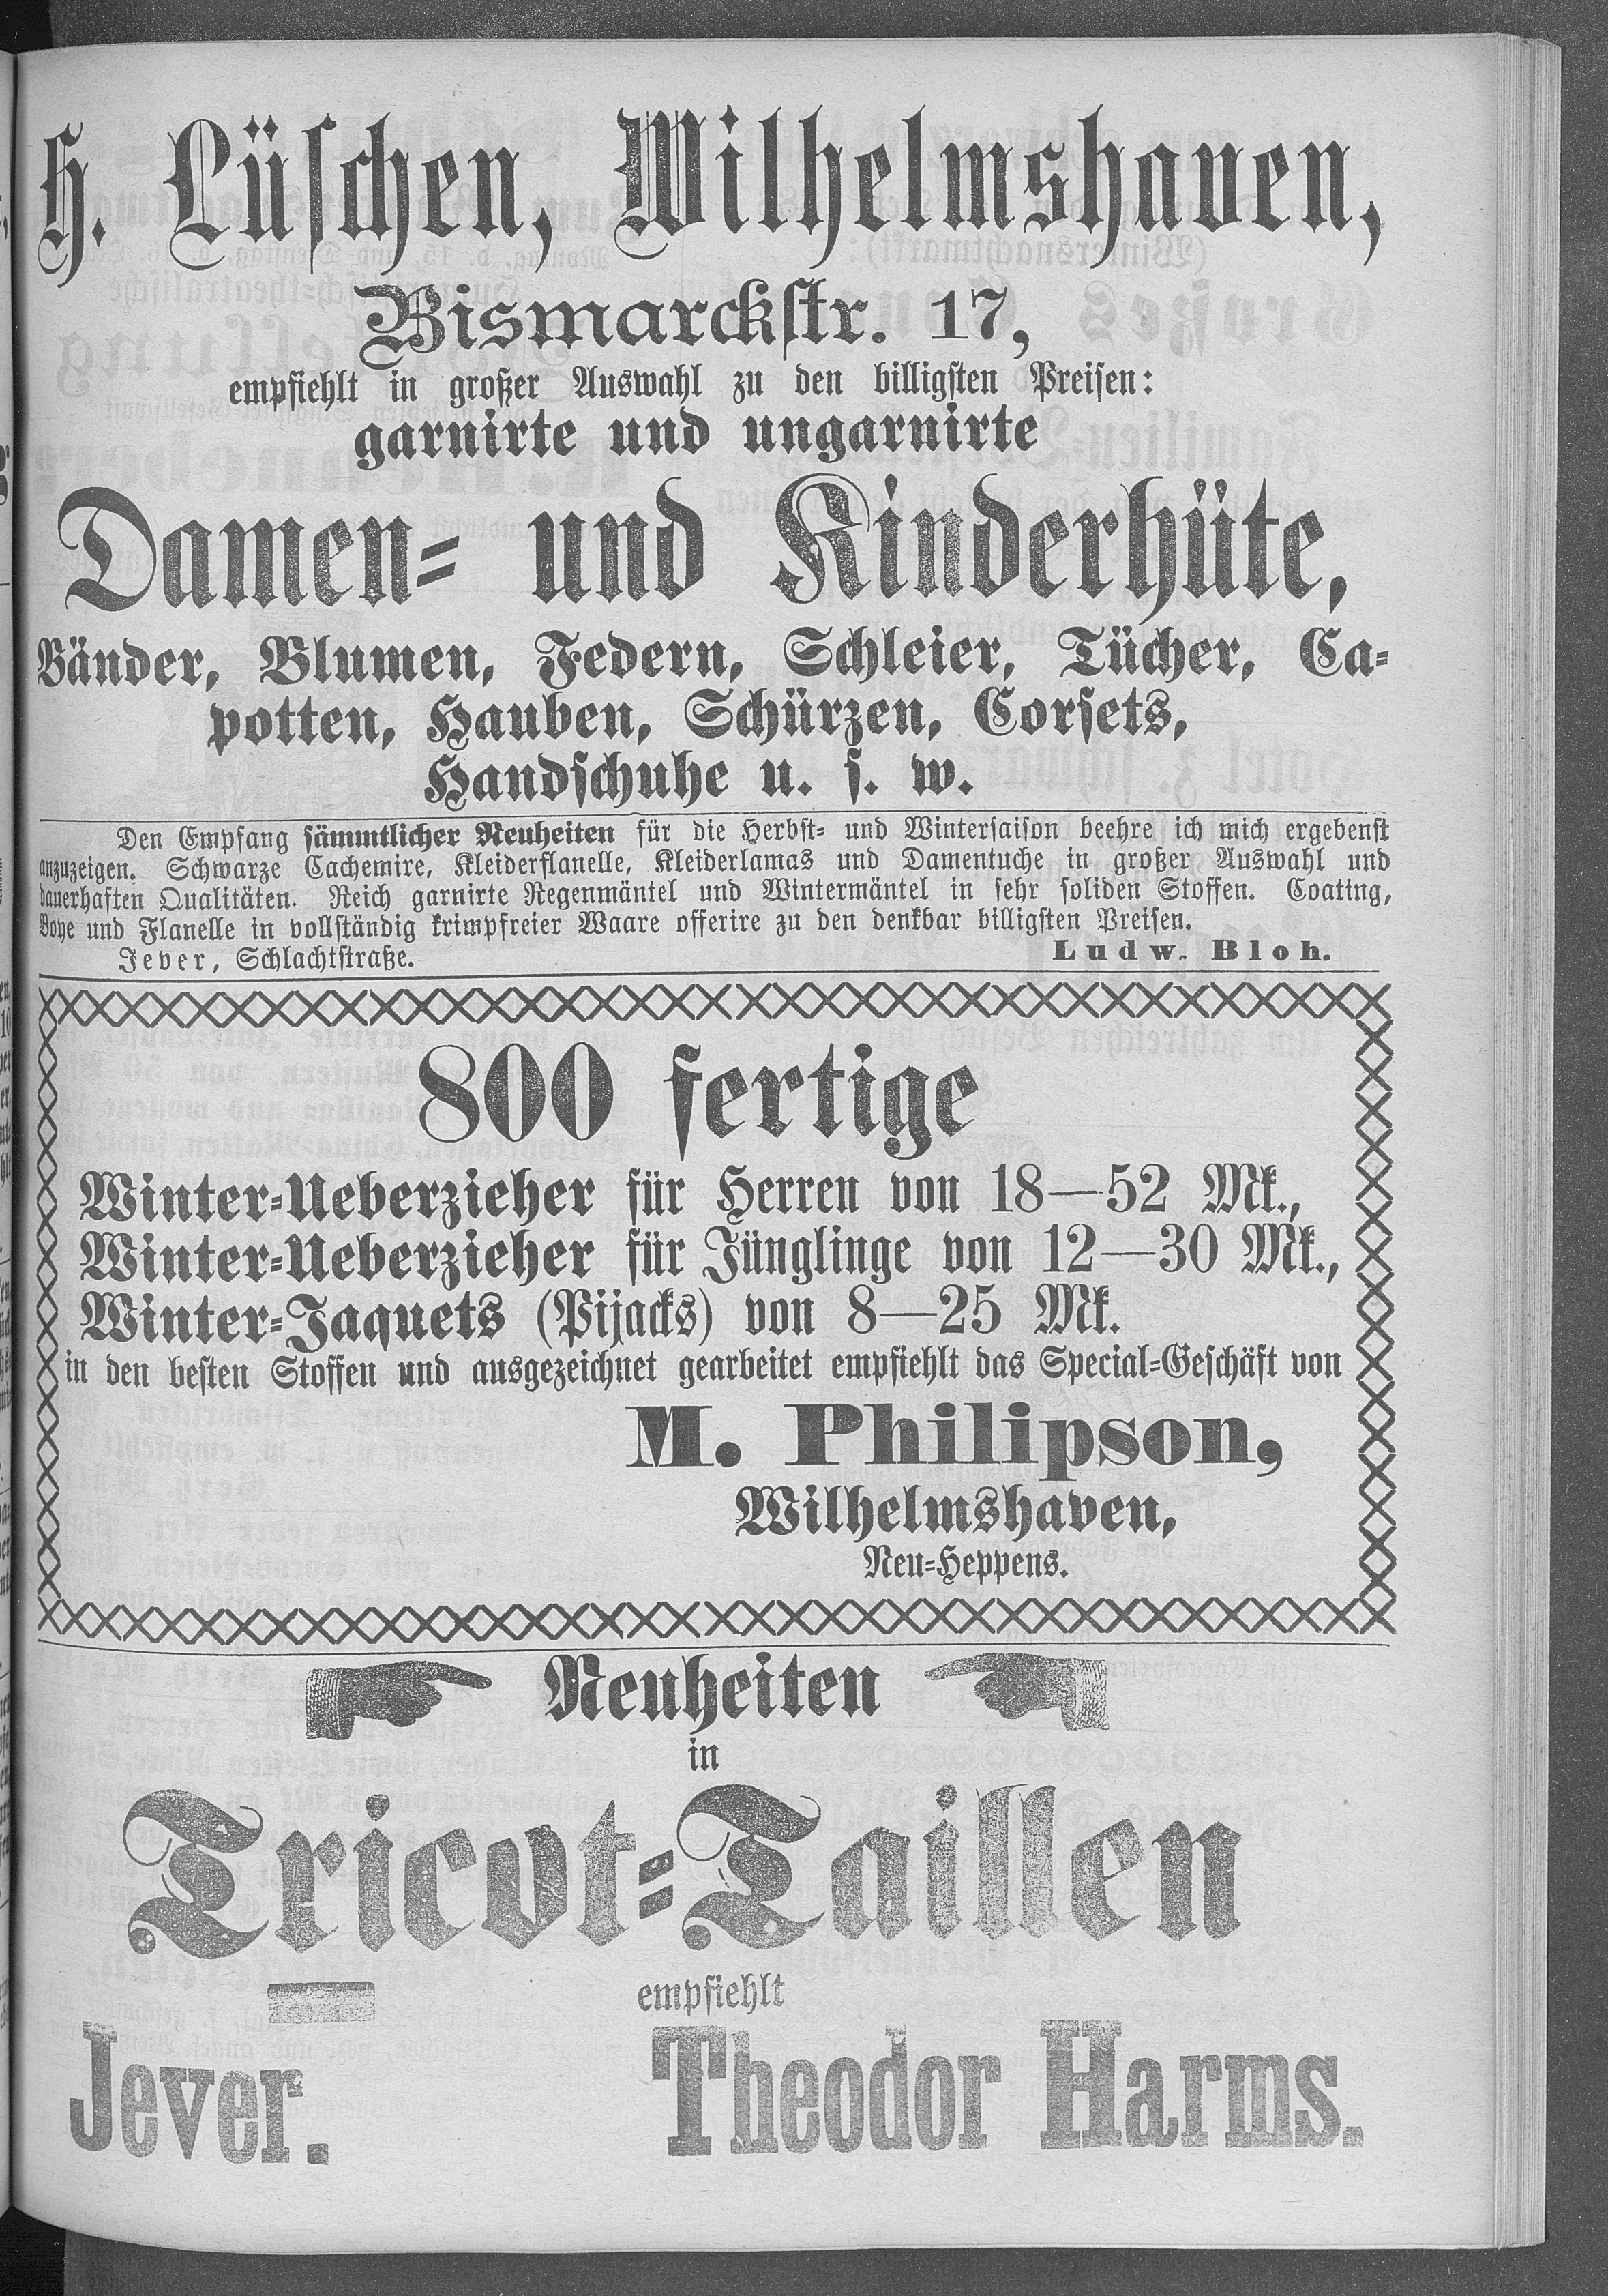 H. Lüschen, Wilhelmshaven,
Bismarckstr. 17,
empfiehlt in großer Auswahl zu den billigsten Preisen:
garnirte und ungarnirte
Damen- und Kinderhüte,
Bänder, Blumen, Federn, Schleier, Tücher, Ca-
potten, Hauben, Schürzen, Corsets,
Handschuhe u. s. w.
Den Empfang sämmtlicher Neuheiten für die Herbst- und Wintersaison beehre ich mich ergebenst
anzuzeigen. Schwarze Cachemire, Kleiderflanelle, Kleiderlamas und Damentuche in großer Auswahl und
dauerhaften Qualitäten. Reich garnirte Regenmäntel und Wintermäntel in sehr soliden Stoffen. Coating,
Boye und Flanelle in vollständig krimpfreier Waare offerire zu den denkbar billigsten Preisen.
Jever, Schlachtstraße. Ludw. Bloh.
800 fertige
Winter-Ueberzieher für Herren von 18—52 Mk.,
Winter-Ueberzieher für Jünglinge von 12—30 Mk.,
Winter-Jaquets (Pijacks) von 8—25 Mk.
in den besten Stoffen und ausgezeichnet gearbeitet empfiehlt das Special-Geschäft von
M. Philipson,
Wilhelmshaven,
Neu-Heppens.
Neuheiten
in
Tricot-Taillen
empfiehlt
Jever. Theodor Harms.